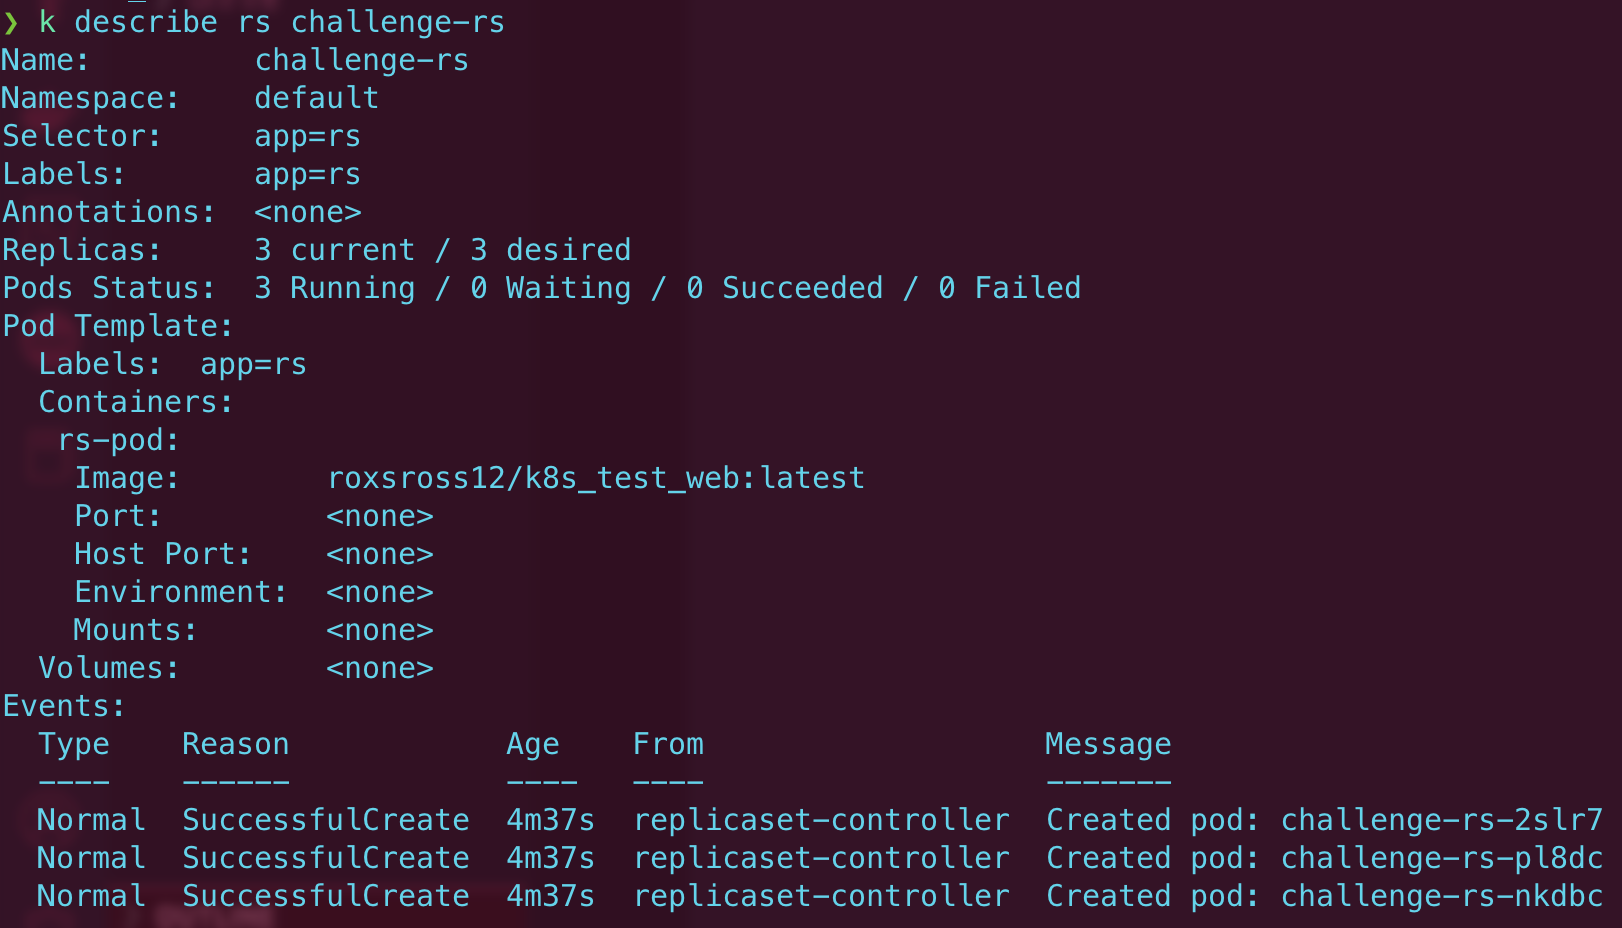 ❯ k describe rs challenge-rs
Name:         challenge-rs
Namespace:    default
Selector:     app=rs
Labels:       app=rs
Annotations:  <none>
Replicas:     3 current / 3 desired
Pods Status:  3 Running / 0 Waiting / 0 Succeeded / 0 Failed
Pod Template:
  Labels:  app=rs
  Containers:
   rs-pod:
    Image:        roxsross12/k8s_test_web:latest
    Port:         <none>
    Host Port:    <none>
    Environment:  <none>
    Mounts:       <none>
  Volumes:        <none>
Events:
  Type    Reason            Age    From                   Message
  ----    ------            ----   ----                   -------
  Normal  SuccessfulCreate  4m37s  replicaset-controller  Created pod: challenge-rs-2slr7
  Normal  SuccessfulCreate  4m37s  replicaset-controller  Created pod: challenge-rs-pl8dc
  Normal  SuccessfulCreate  4m37s  replicaset-controller  Created pod: challenge-rs-nkdbc